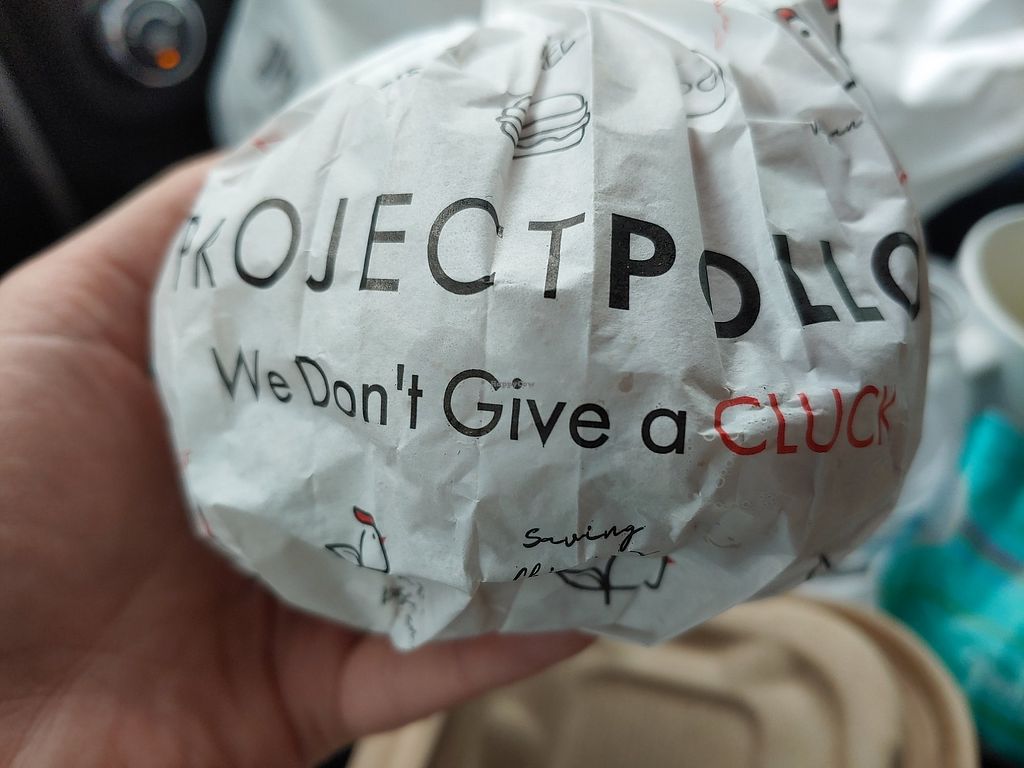 PROJECTPOLLO
We Don't Give a CLUCK
Saving